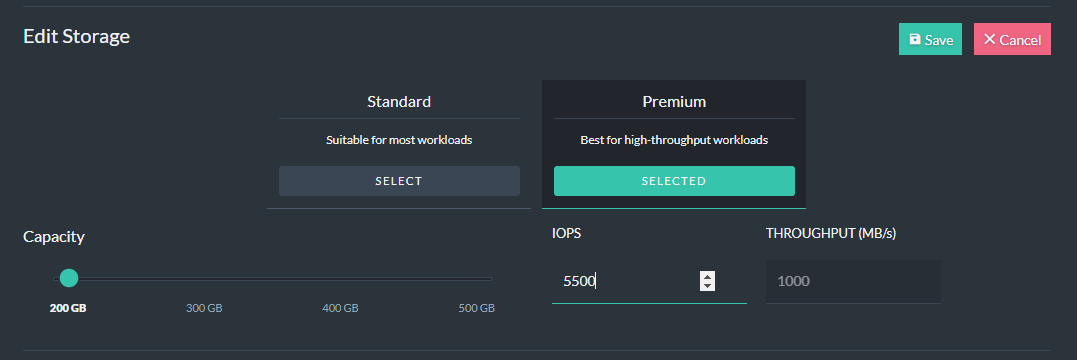 Edit Storage
Save
Cancel
Standard
Suitable for most workloads
SELECT
Premium
Best for high-throughput workloads
SELECTED
Capacity
200 GB
300 GB
400 GB
500 GB
IOPS
5500
THROUGHPUT (MB/s)
1000